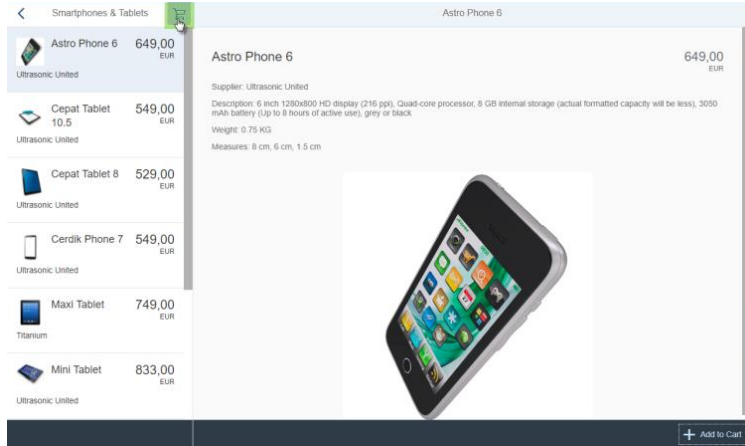 Smartphones & Tablets
Astro Phone 6
Astro Phone 6
649,00
EUR
Ultrasonic United
Cepat Tablet
10.5
549,00
EUR
Ultrasonic United
Cepat Tablet 8
529,00
EUR
Ultrasonic United
Cerdik Phone 7
549,00
EUR
Ultrasonic United
Maxi Tablet
749,00
EUR
Titanium
Mini Tablet
833,00
EUR
Ultrasonic United
Astro Phone 6
649,00
EUR
Supplier: Ultrasonic United
Description: 6 inch 1280x800 HD display (216 ppi), Quad-core processor, 8 GB internal storage (actual formatted capacity will be less), 3050
mAh battery (Up to 8 hours of active use), grey or black
Weight: 0.75 KG
Measures: 8 cm, 6 cm, 1.5 cm
Add to Cart